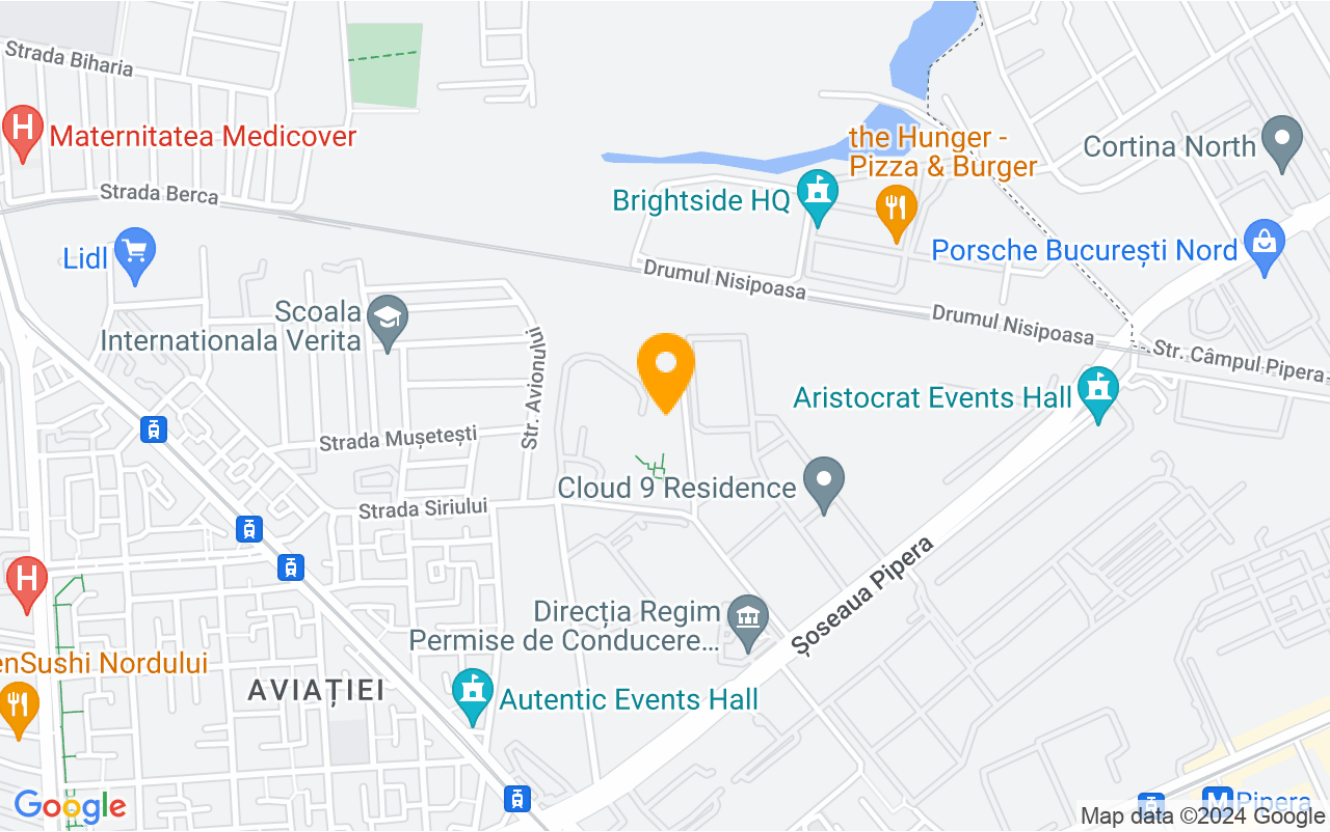 Strada Biharia
H
Maternitatea Medicover
Strada Berca
the Hunger -
Pizza & Burger
Cortina North
Brightside HQ
Porsche București Nord
Lidl
Drumul Nisipoasa
Drumul Nisipoasa
Scoala
Internationala Verita
Str. Avionului
Str. Câmpul Pipera
Aristocrat Events Hall
Strada Mușetești
Cloud 9 Residence
Strada Siriului
Șoseaua Pipera
H
Direcția Regim
Permise de Conducere...
enSushi Nordului
AVIAȚIEI
Autentic Events Hall
M Pipera
Google
Map data ©2024 Google